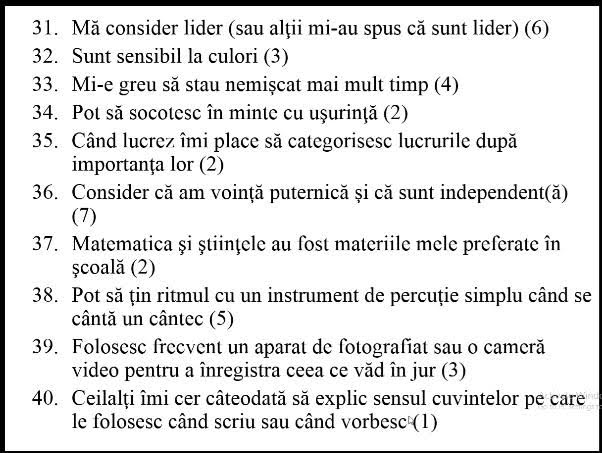 31. Mă consider lider (sau alţii mi-au spus că sunt lider) (6)
32. Sunt sensibil la culori (3)
33. Mi-e greu să stau nemişcat mai mult timp (4)
34. Pot să socotesc în minte cu uşurinţă (2)
35. Când lucrez îmi place să categorisesc lucrurile după
importanţa lor (2)
36. Consider că am voinţă puternică şi că sunt independent(ă)
(7)
37. Matematica şi ştiinţele au fost materiile mele preferate în
şcoală (2)
38. Pot să ţin ritmul cu un instrument de percuţie simplu când se
cântă un cântec (5)
39. Folosesc frecvent un aparat de fotografiat sau o cameră
video pentru a înregistra ceea ce văd în jur (3)
40. Ceilalţi îmi cer câteodată să explic sensul cuvintelor pe care
le folosesc când scriu sau când vorbesc (1)